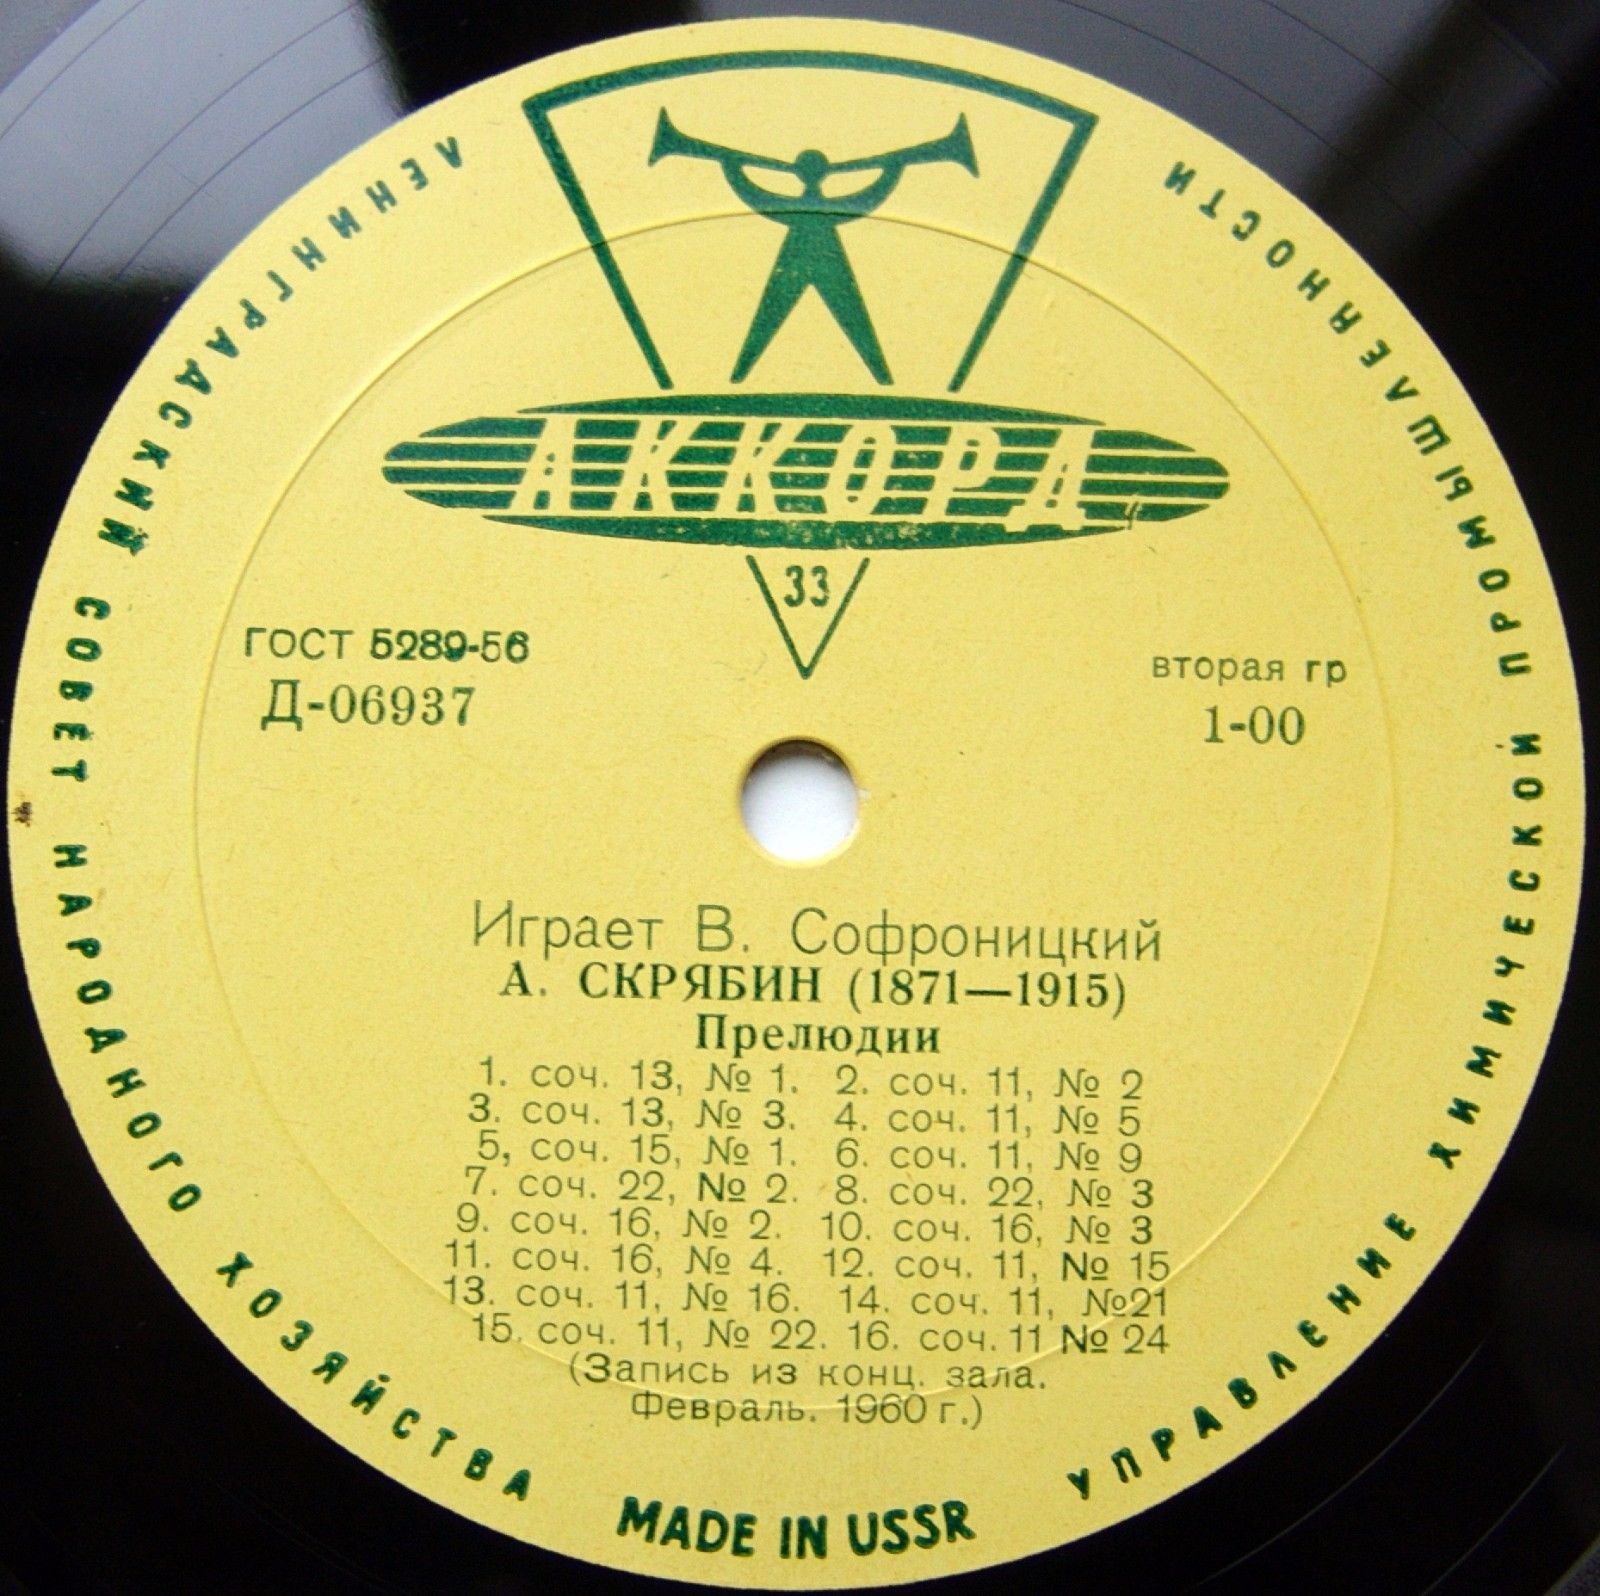 ЛЕНИНГРАДСКИЙ СОВЕТ НАРОДНОГО ХОЗЯЙСТВА
УПРАВЛЕНИЕ ХИМИЧЕСКОЙ ПРОМЫШЛЕННОСТИ
АККОРД
33
ГОСТ 5289-56
Д-06937
вторая гр
1-00
Играет В. Софроницкий
А. СКРЯБИН (1871—1915)
Прелюдии
1. соч. 13, № 1. 2. соч. 11, № 2
3. соч. 13, № 3. 4. соч. 11, № 5
5, соч. 15, № 1. 6. соч. 11, № 9
7. соч. 22, № 2. 8. соч. 22, № 3
9. соч. 16, № 2. 10. соч. 16, № 3
11. соч. 16, № 4. 12. соч. 11, № 15
13. соч. 11, № 16. 14. соч. 11, №21
15. соч. 11, № 22. 16. соч. 11 № 24
(Запись из конц. зала.
Февраль. 1960 г.)
MADE IN USSR